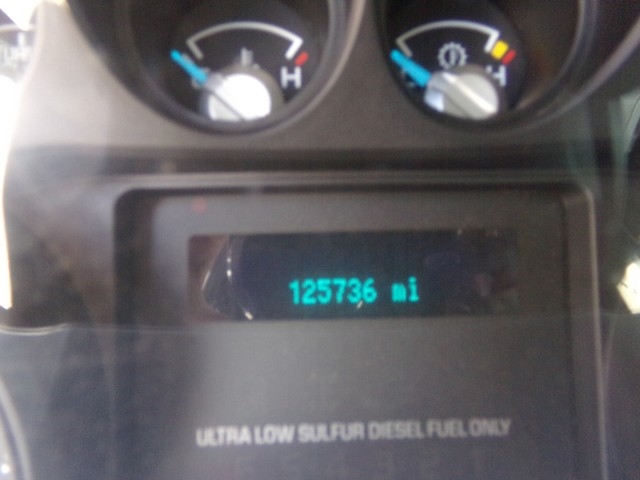 H
H
125736 mi
ULTRA LOW SULFUR DIESEL FUEL ONLY